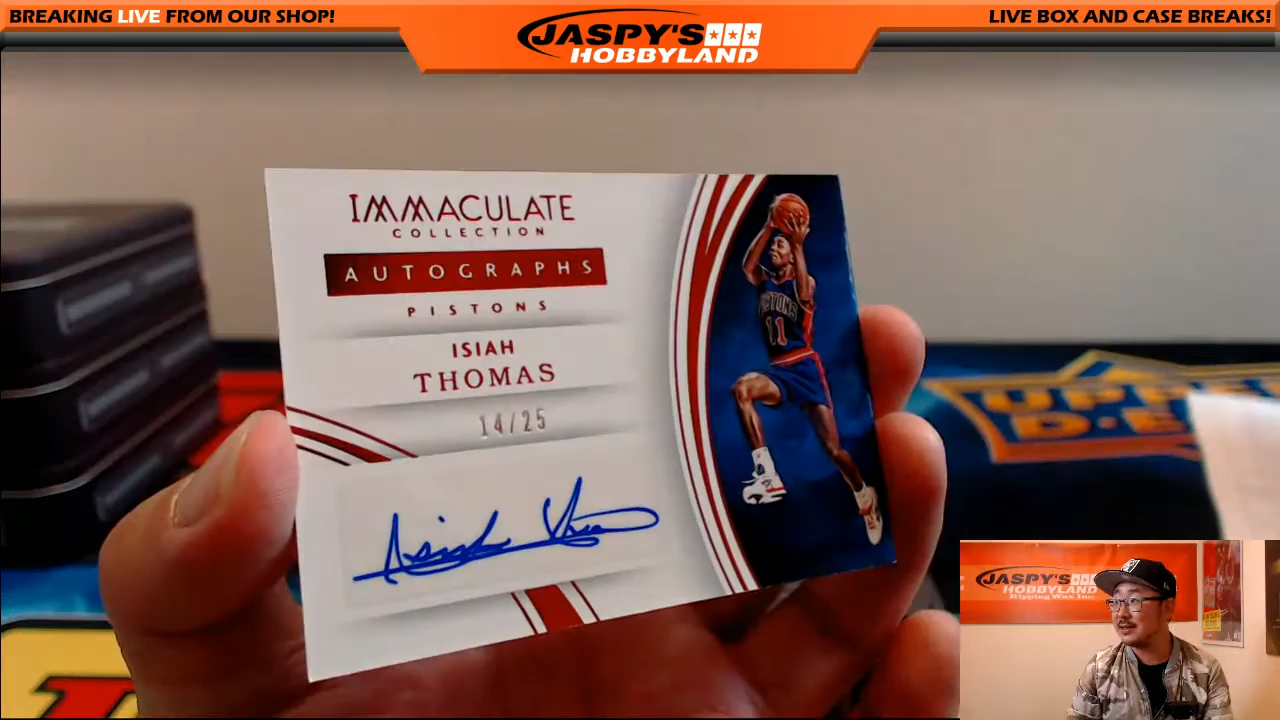 BREAKING LIVE FROM OUR SHOP!
JASPY'S
HOBBYLAND
LIVE BOX AND CASE BREAKS!
IMMACULATE
COLLECTION
AUTOGRAPHS
PISTONS
ISIAH
THOMAS
14/25
PISTONS
11
JASPY'S
HOBBYLAND